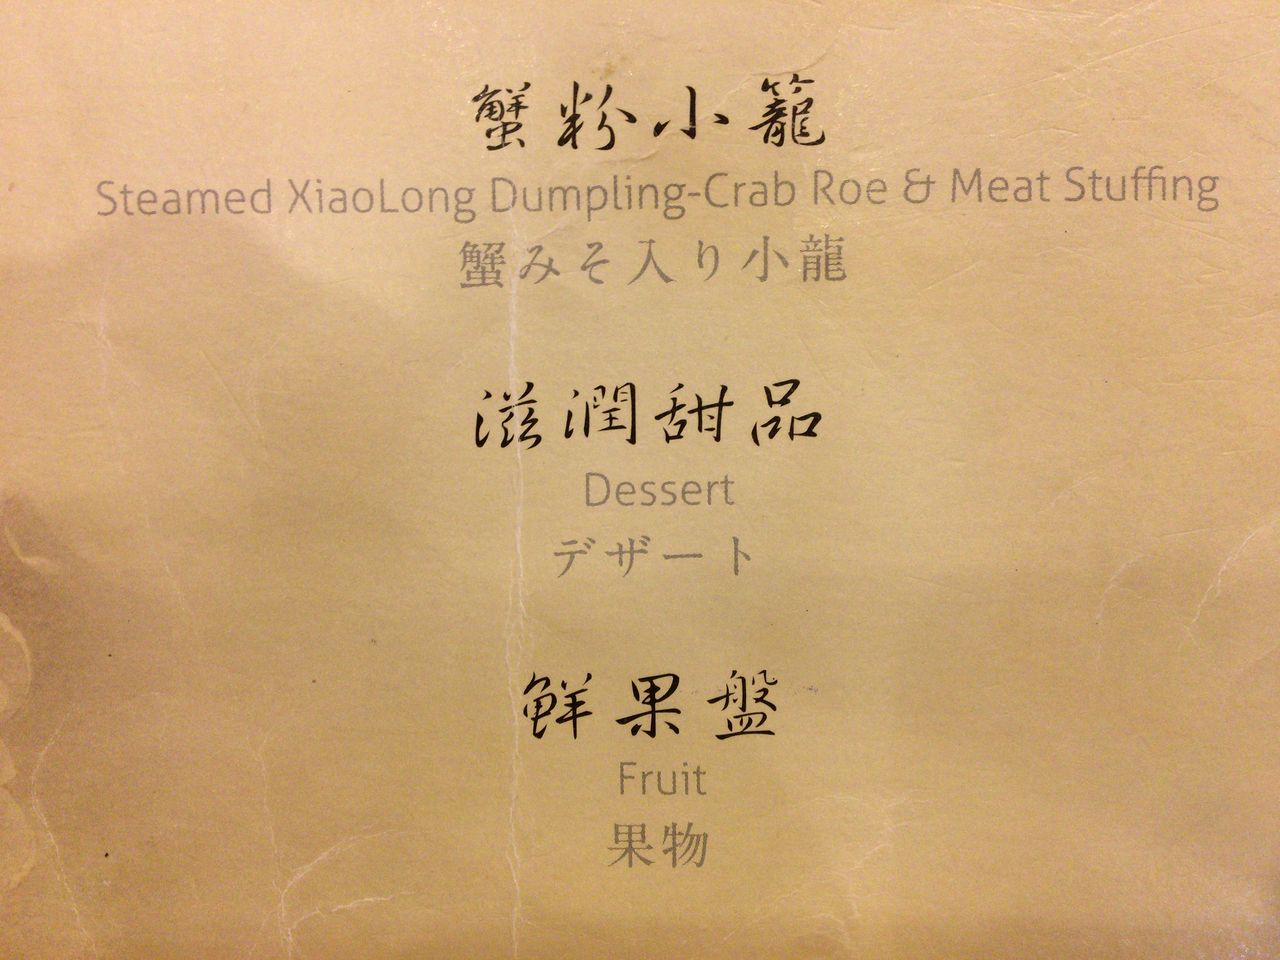 蟹粉小籠
Steamed XiaoLong Dumpling-Crab Roe & Meat Stuffing
蟹みそ入り小龍
滋潤甜品
Dessert
デザート
鮮果盤
Fruit
果物